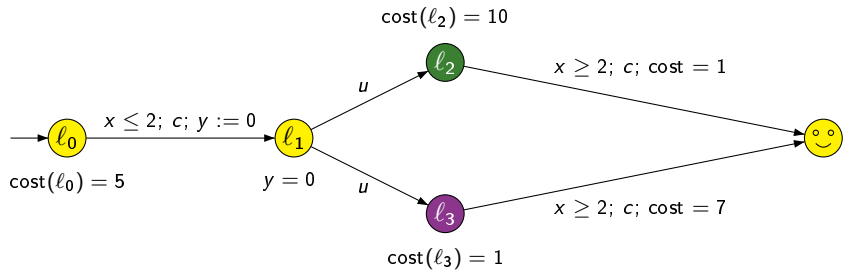 cost(ℓ₂) = 10
ℓ₂
u
x ≥ 2; c; cost = 1
x ≤ 2; c; y := 0
ℓ₀
ℓ₁
cost(ℓ₀) = 5
y = 0
u
ℓ₃
x ≥ 2; c; cost = 7
cost(ℓ₃) = 1